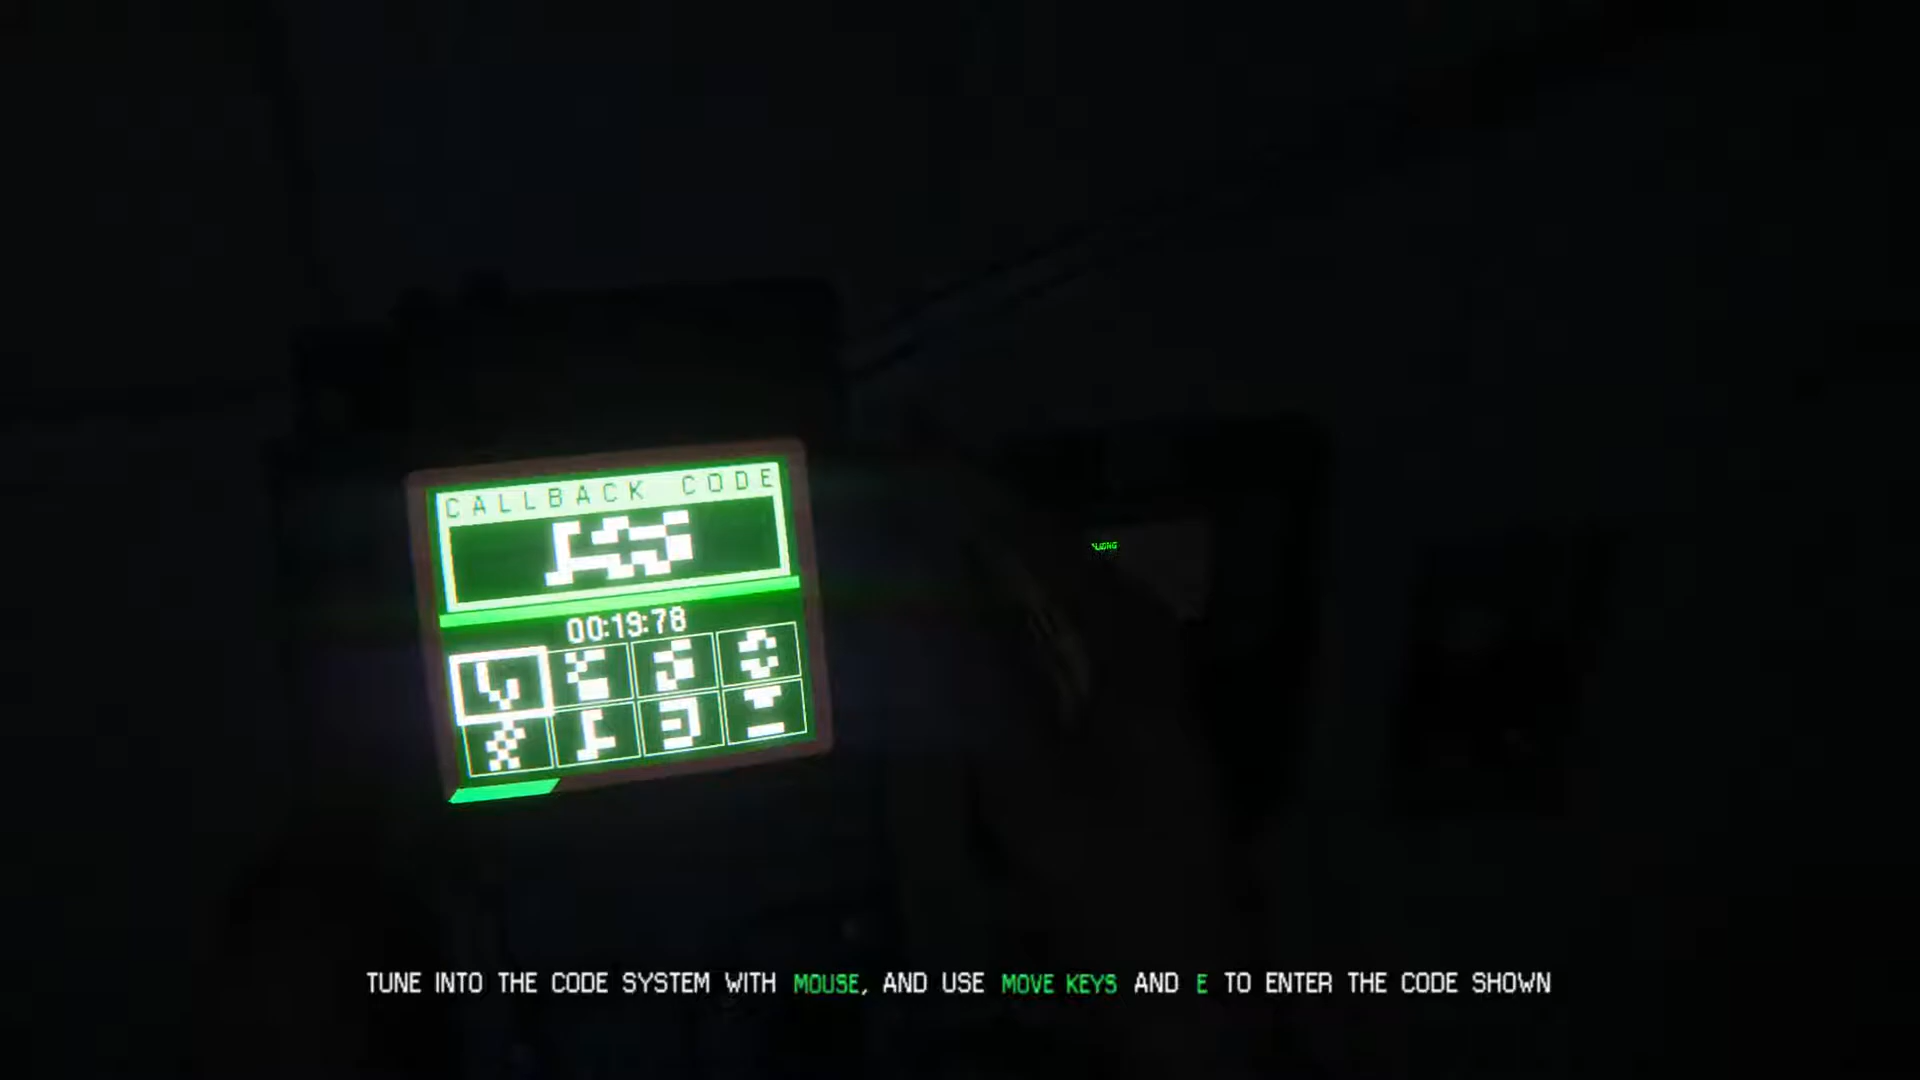 CALLBACK CODE
00:19:78
TUNE INTO THE CODE SYSTEM WITH MOUSE, AND USE MOVE KEYS AND E TO ENTER THE CODE SHOWN